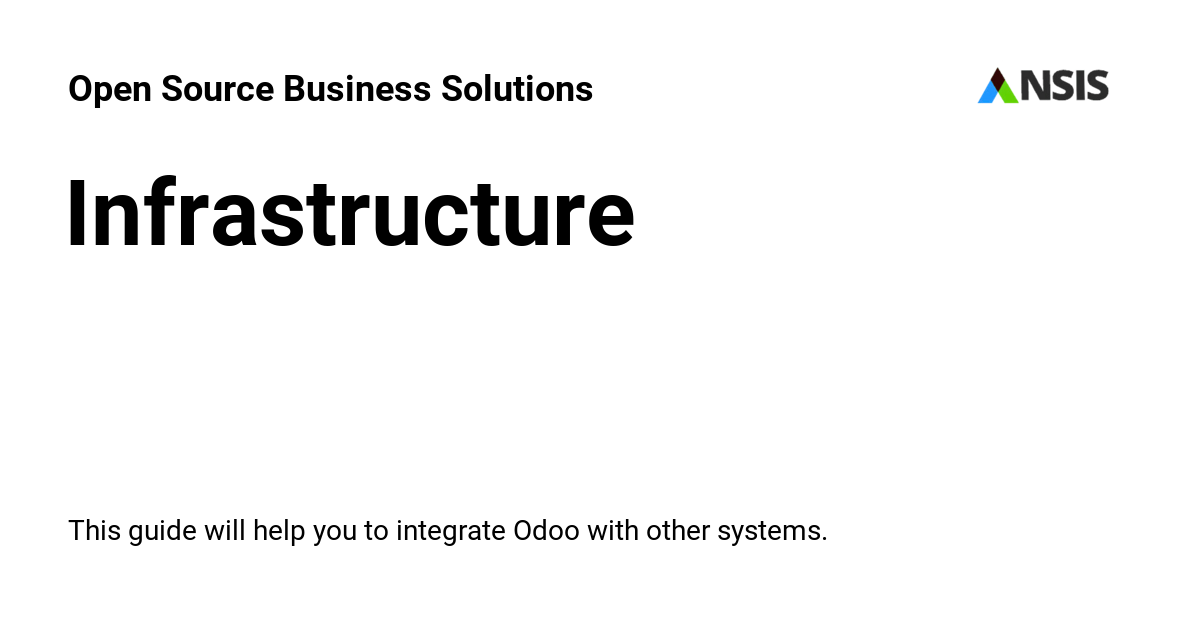 Open Source Business Solutions
NSIS
Infrastructure
This guide will help you to integrate Odoo with other systems.